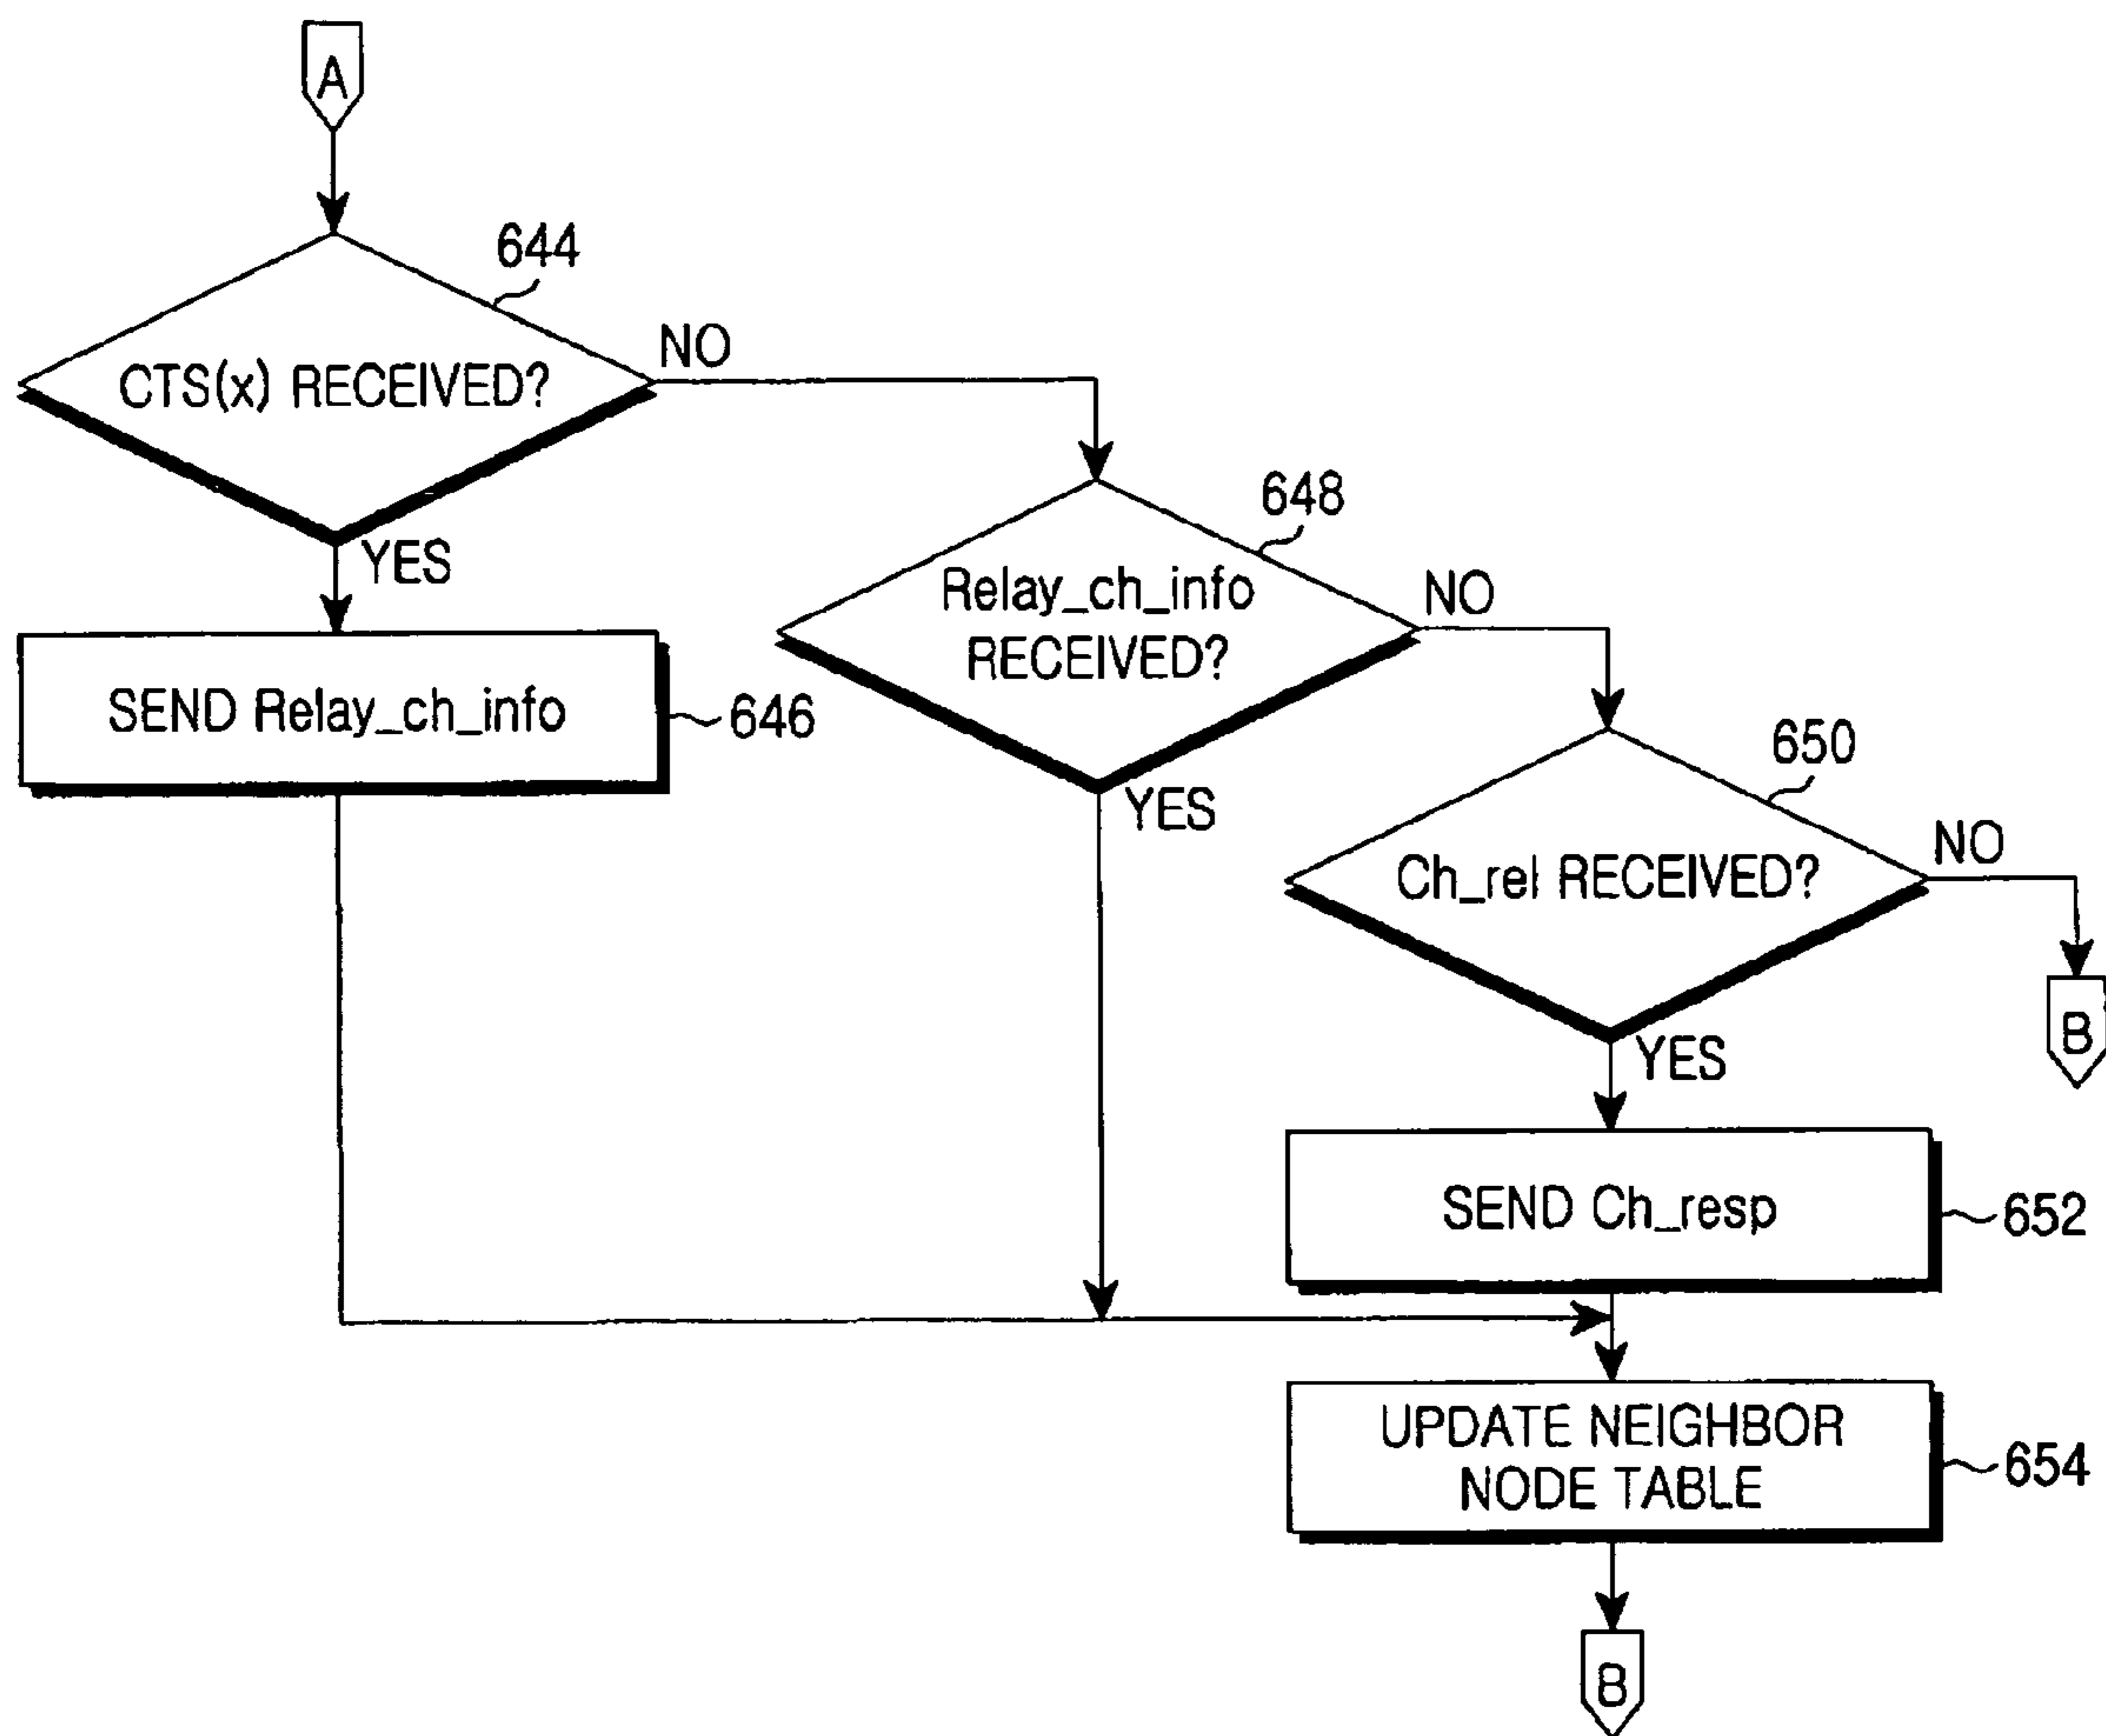 A
644
CTS(x) RECEIVED?
NO
YES
648
Relay_ch_info
RECEIVED?
NO
YES
SEND Relay_ch_info
646
650
Ch_rel RECEIVED?
NO
YES
B
SEND Ch_resp
652
UPDATE NEIGHBOR
NODE TABLE
654
B